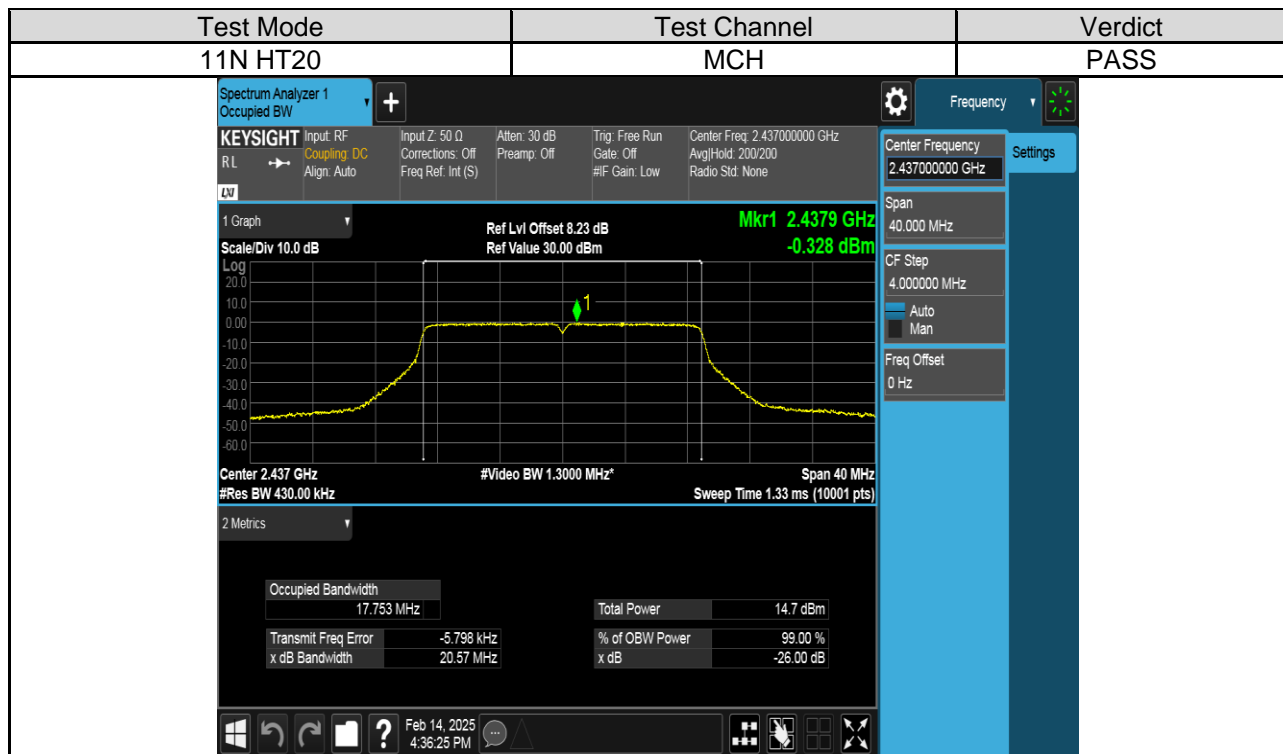 Test Mode Test Channel Verdict
11N HT20 MCH PASS
Spectrum Analyzer 1
Occupied BW
+
Frequency
KEYSIGHT Input: RF Input Z: 50 Ω Atten: 30 dB Trig: Free Run Center Freq: 2.437000000 GHz
RL Coupling: DC Corrections: Off Preamp: Off Gate: Off Avg|Hold: 200/200
Align: Auto Freq Ref: Int (S) #IF Gain: Low Radio Std: None
LXI
Center Frequency
2.437000000 GHz
Settings
Span
40.000 MHz
CF Step
4.000000 MHz
Auto
Man
Freq Offset
0 Hz
1 Graph Ref Lvl Offset 8.23 dB Mkr1 2.4379 GHz
Scale/Div 10.0 dB Ref Value 30.00 dBm -0.328 dBm
Log
20.0
10.0
1
0.00
-10.0
-20.0
-30.0
-40.0
-50.0
-60.0
Center 2.437 GHz #Video BW 1.3000 MHz* Span 40 MHz
#Res BW 430.00 kHz Sweep Time 1.33 ms (10001 pts)
2 Metrics
Occupied Bandwidth
17.753 MHz Total Power 14.7 dBm
Transmit Freq Error -5.798 kHz % of OBW Power 99.00 %
x dB Bandwidth 20.57 MHz x dB -26.00 dB
? Feb 14, 2025
4:36:25 PM